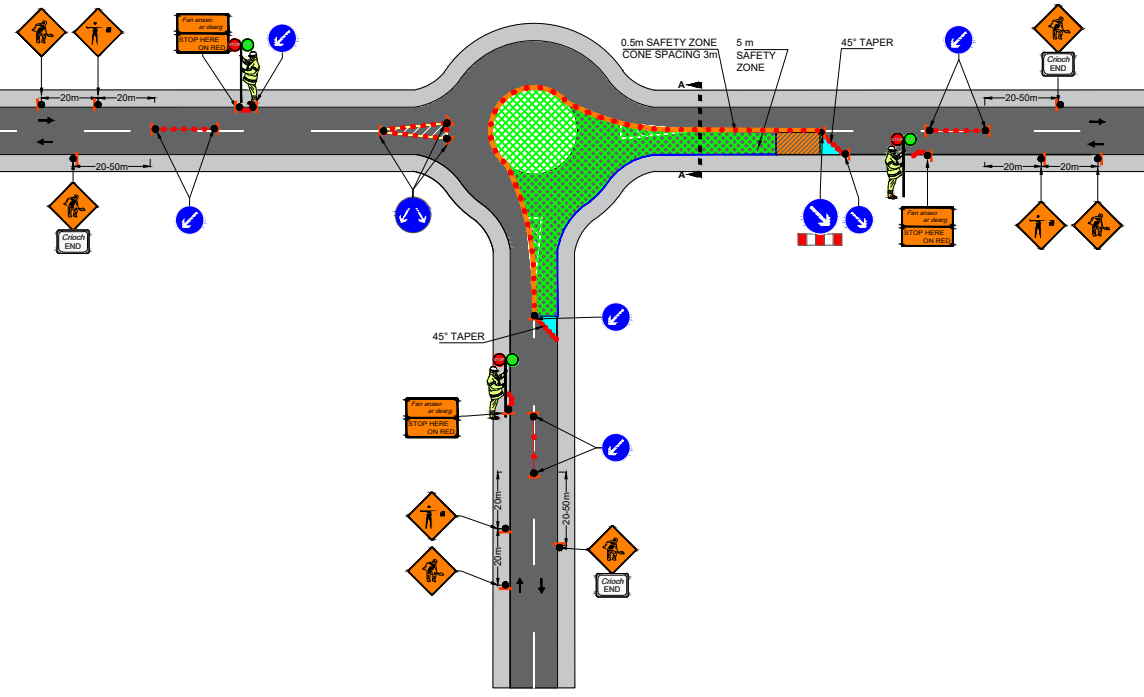 Fan anseo
ar dearg
STOP HERE
ON RED
STOP
0.5m SAFETY ZONE
CONE SPACING 3m
5 m
SAFETY
ZONE
45° TAPER
Críoch
END
20m
20m
A
20-50m
20-50m
20-50m
A
20m
20m
STOP
Fan anseo
ar dearg
STOP HERE
ON RED
Críoch
END
45° TAPER
STOP
Fan anseo
ar dearg
STOP HERE
ON RED
20m
20-50m
20m
Críoch
END